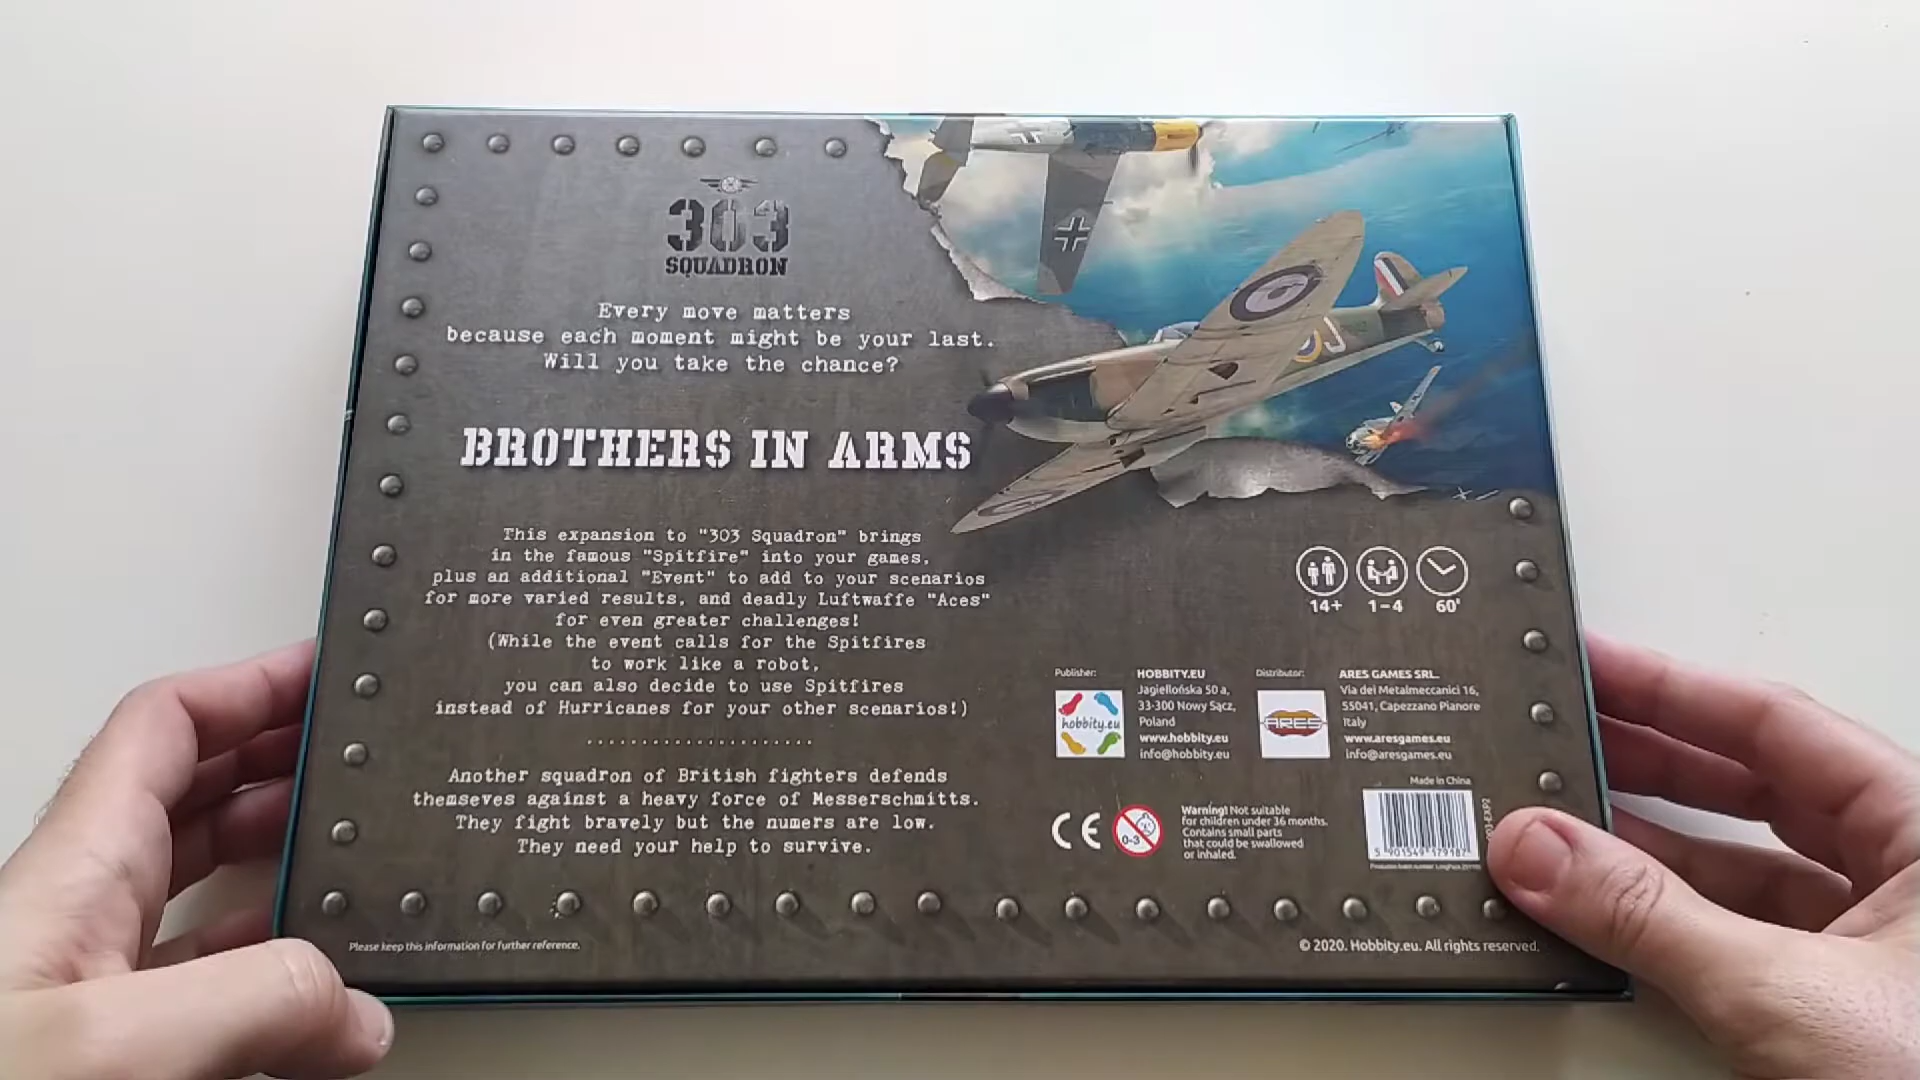 303
SQUADRON
Every move matters
because each moment might be your last.
Will you take the chance?
BROTHERS IN ARMS
This expansion to "303 Squadron" brings
in the famous "Spitfire" into your games,
plus an additional "Event" to add to your scenarios
for more varied results, and deadly Luftwaffe "Aces"
for even greater challenges!
(While the event calls for the Spitfires
to work like a robot,
you can also decide to use Spitfires
instead of Hurricanes for your other scenarios!)
Another squadron of British fighters defends
themseves against a heavy force of Messerschmitts.
They fight bravely but the numers are low.
They need your help to survive.
Please keep this information for further reference.
J
14+ 1-4 60'
Publisher:
hobbity.eu
HOBBITY.EU
Jagiellońska 50 a,
33-300 Nowy Sącz,
Poland
www.hobbity.eu
info@hobbity.eu
Distributor:
ARES
ARES GAMES SRL.
Via dei Metalmeccanici 16,
55041, Capezzano Pianore
Italy
www.aresgames.eu
info@aresgames.eu
CE
0-3
Warning! Not suitable
for children under 36 months.
Contains small parts
that could be swallowed
or inhaled.
Made in China
5 901549 179187
© 2020. Hobbity.eu. All rights reserved.